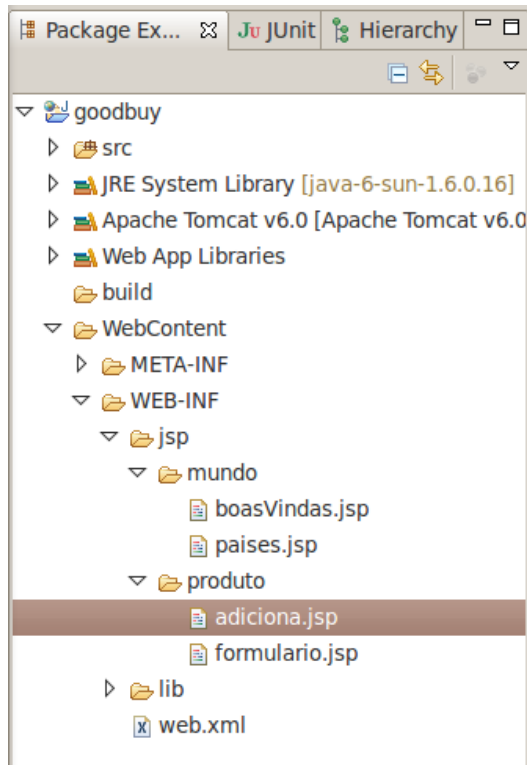 Package Ex... JUnit Hierarchy
goodbuy
src
JRE System Library [java-6-sun-1.6.0.16]
Apache Tomcat v6.0 [Apache Tomcat v6.0
Web App Libraries
build
WebContent
META-INF
WEB-INF
jsp
mundo
boasVindas.jsp
paises.jsp
produto
adiciona.jsp
formulario.jsp
lib
web.xml